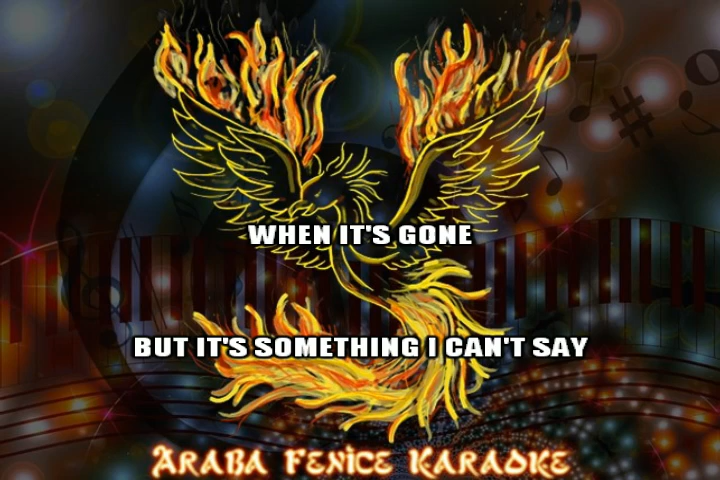 WHEN IT'S GONE
BUT IT'S SOMETHING I CAN'T SAY
ARABA FENICE KARAOKE